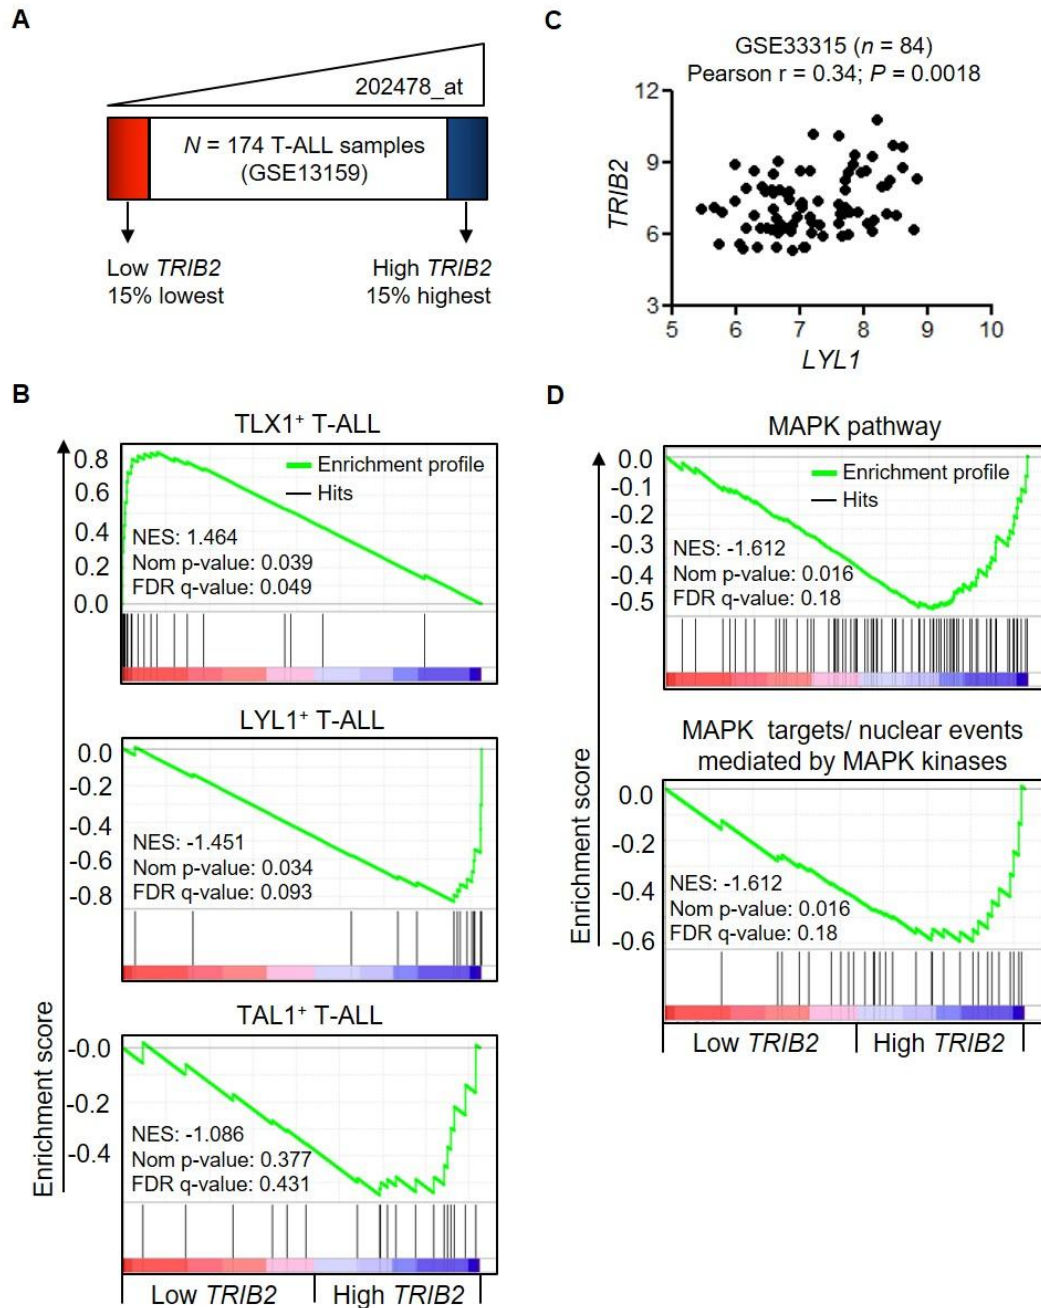 A
202478_at
N = 174 T-ALL samples
(GSE13159)
Low TRIB2
15% lowest
High TRIB2
15% highest
C
GSE33315 (n = 84)
Pearson r = 0.34; P = 0.0018
12
9
6
3
TRIB2
5 6 7 8 9 10
LYL1
B
TLX1⁺ T-ALL
0.8
0.6
0.4
0.2
0.0
Enrichment profile
Hits
NES: 1.464
Nom p-value: 0.039
FDR q-value: 0.049
LYL1⁺ T-ALL
0.0
-0.2
-0.4
-0.6
-0.8
NES: -1.451
Nom p-value: 0.034
FDR q-value: 0.093
TAL1⁺ T-ALL
-0.0
-0.2
-0.4
NES: -1.086
Nom p-value: 0.377
FDR q-value: 0.431
Enrichment score
Low TRIB2 High TRIB2
D
MAPK pathway
0.0
-0.1
-0.2
-0.3
-0.4
-0.5
Enrichment profile
Hits
NES: -1.612
Nom p-value: 0.016
FDR q-value: 0.18
MAPK targets/ nuclear events
mediated by MAPK kinases
0.0
-0.2
-0.4
-0.6
NES: -1.612
Nom p-value: 0.016
FDR q-value: 0.18
Enrichment score
Low TRIB2 High TRIB2